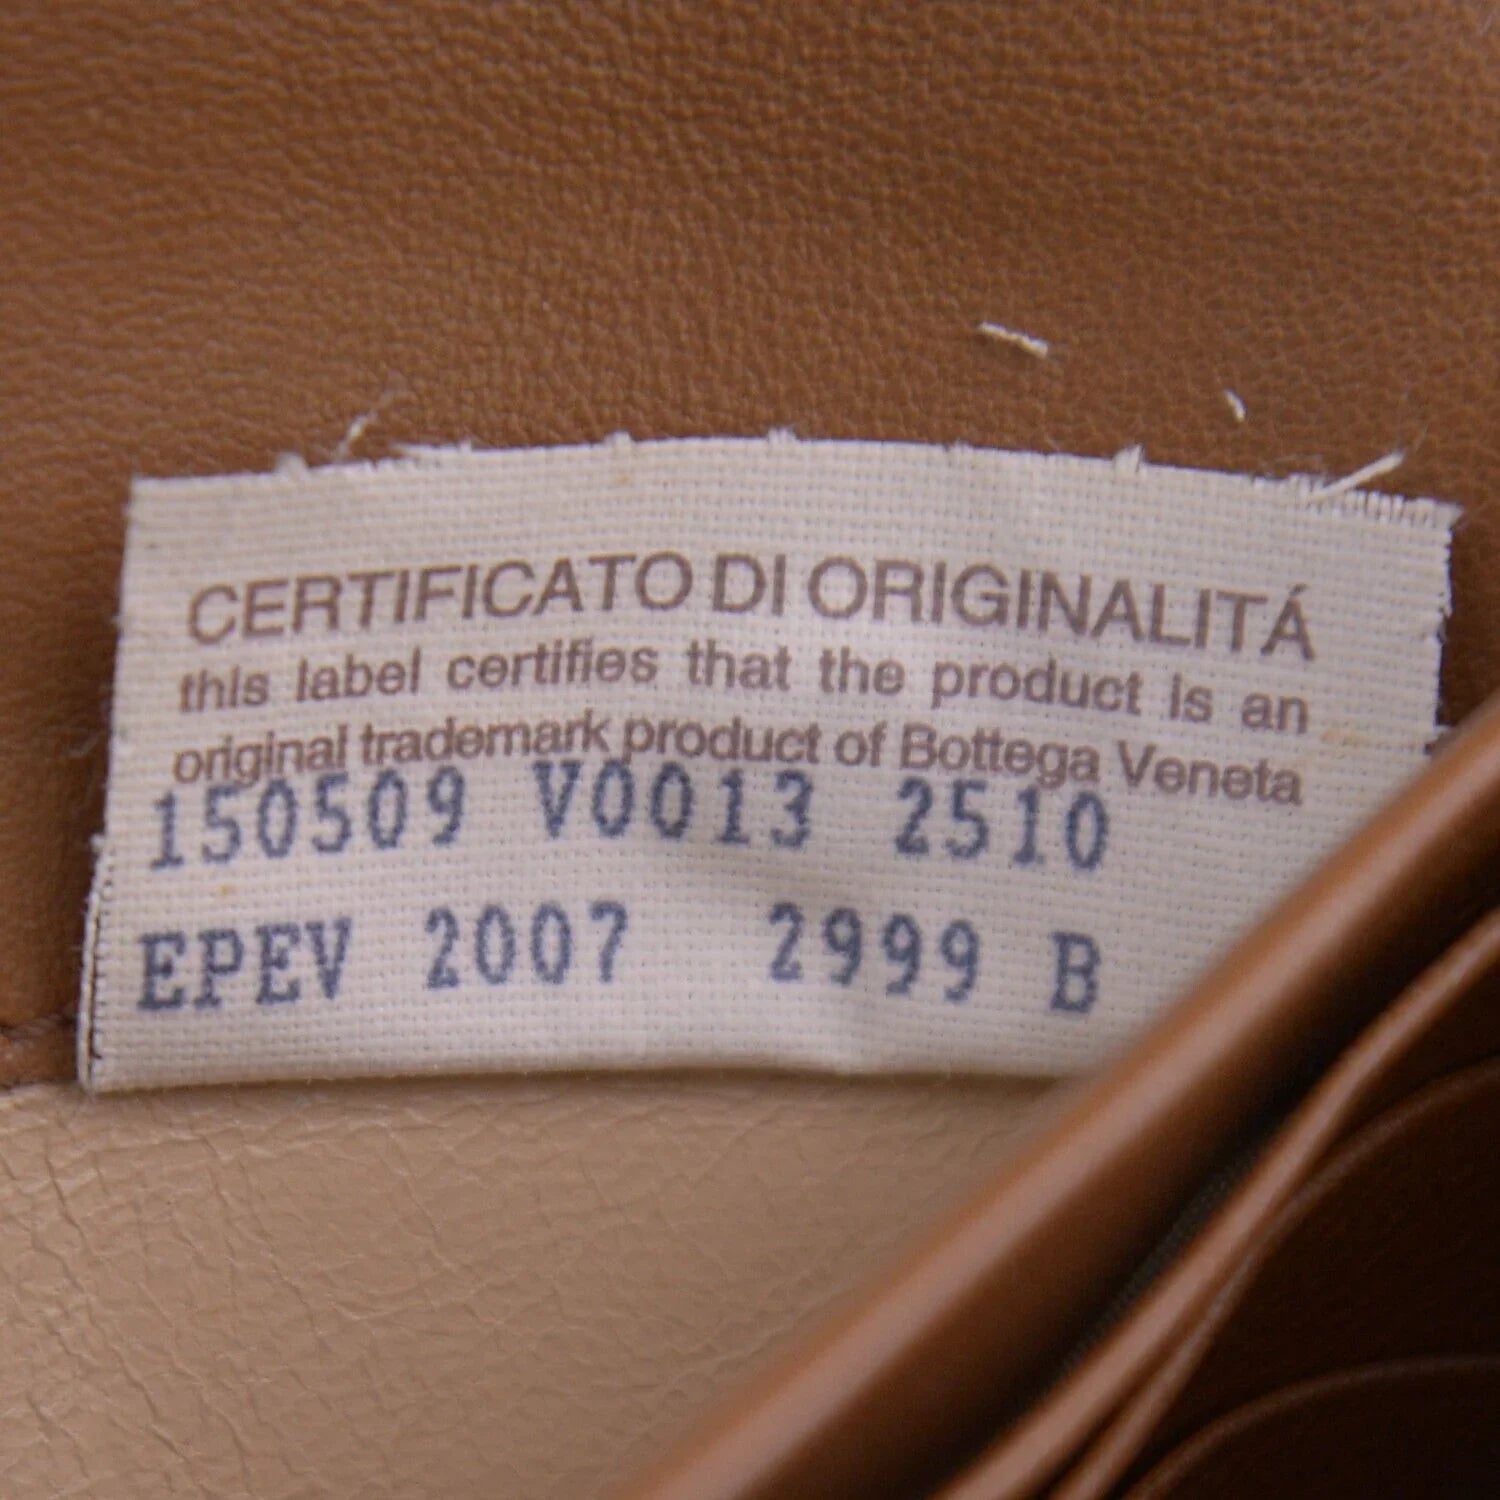 CERTIFICATO DI ORIGINALITÁ
this label certifies that the product is an
original trademark product of Bottega Veneta
150509 V0013 2510
EPEV 2007 2999 B